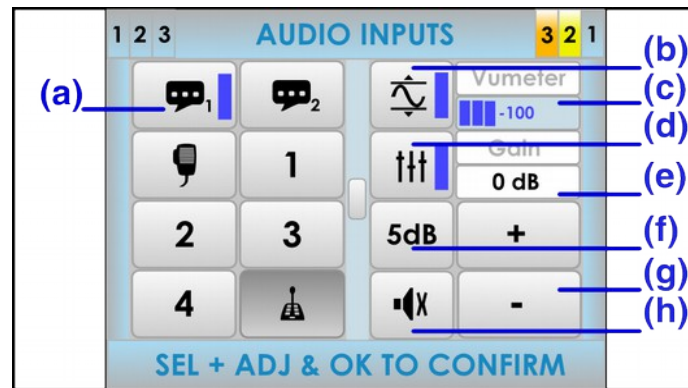 1 2 3 AUDIO INPUTS 3 2 1
(a) 1 2 Vumeter (b)
-100 (c)
1 Gain (d)
0 dB (e)
2 3 5dB + (f)
4 - (g)
(h)
SEL + ADJ & OK TO CONFIRM